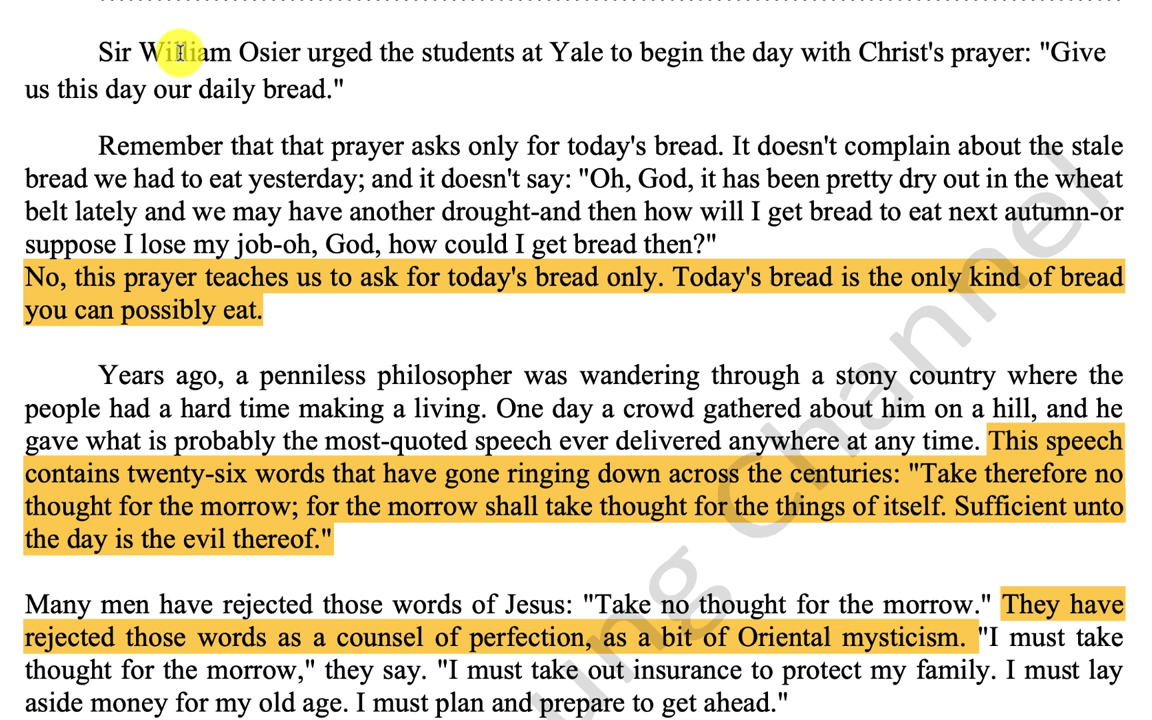 Sir William Osier urged the students at Yale to begin the day with Christ's prayer: "Give
us this day our daily bread."
Remember that that prayer asks only for today's bread. It doesn't complain about the stale
bread we had to eat yesterday; and it doesn't say: "Oh, God, it has been pretty dry out in the wheat
belt lately and we may have another drought-and then how will I get bread to eat next autumn-or
suppose I lose my job-oh, God, how could I get bread then?"
No, this prayer teaches us to ask for today's bread only. Today's bread is the only kind of bread
you can possibly eat.
Years ago, a penniless philosopher was wandering through a stony country where the
people had a hard time making a living. One day a crowd gathered about him on a hill, and he
gave what is probably the most-quoted speech ever delivered anywhere at any time. This speech
contains twenty-six words that have gone ringing down across the centuries: "Take therefore no
thought for the morrow; for the morrow shall take thought for the things of itself. Sufficient unto
the day is the evil thereof."
Many men have rejected those words of Jesus: "Take no thought for the morrow." They have
rejected those words as a counsel of perfection, as a bit of Oriental mysticism. "I must take
thought for the morrow," they say. "I must take out insurance to protect my family. I must lay
aside money for my old age. I must plan and prepare to get ahead."
ung Channel